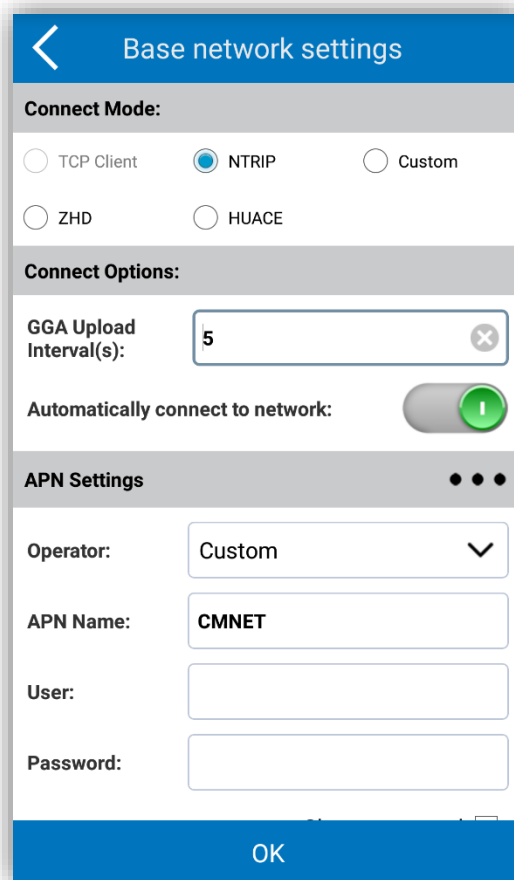 Base network settings
Connect Mode:
TCP Client NTRIP Custom
ZHD HUACE
Connect Options:
GGA Upload
Interval(s):
5
Automatically connect to network:
APN Settings
Operator: Custom
APN Name: CMNET
User:
Password:
OK